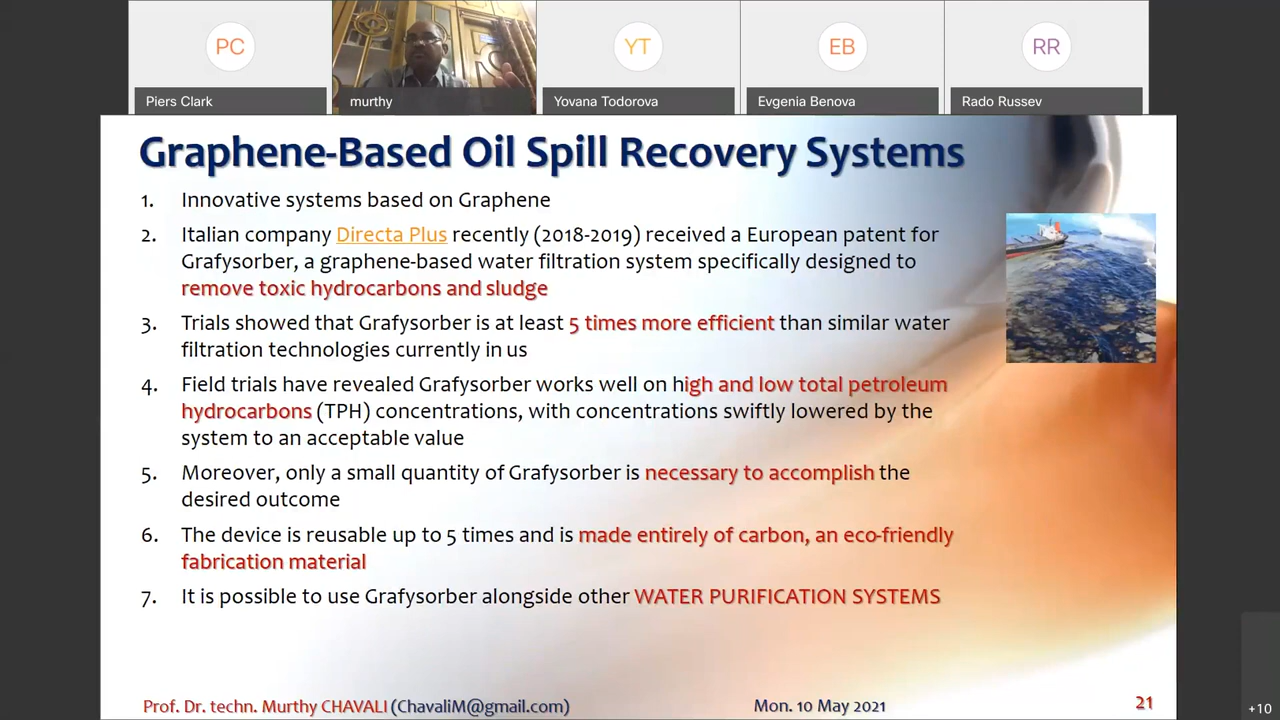 PC
YT
EB
RR
Piers Clark
murthy
Yovana Todorova
Evgenia Benova
Rado Russev
Graphene-Based Oil Spill Recovery Systems
1. Innovative systems based on Graphene
2. Italian company Directa Plus recently (2018-2019) received a European patent for
Grafysorber, a graphene-based water filtration system specifically designed to
remove toxic hydrocarbons and sludge
3. Trials showed that Grafysorber is at least 5 times more efficient than similar water
filtration technologies currently in us
4. Field trials have revealed Grafysorber works well on high and low total petroleum
hydrocarbons (TPH) concentrations, with concentrations swiftly lowered by the
system to an acceptable value
5. Moreover, only a small quantity of Grafysorber is necessary to accomplish the
desired outcome
6. The device is reusable up to 5 times and is made entirely of carbon, an eco-friendly
fabrication material
7. It is possible to use Grafysorber alongside other WATER PURIFICATION SYSTEMS
Prof. Dr. techn. Murthy CHAVALI (ChavaliM@gmail.com)
Mon. 10 May 2021
21
+10